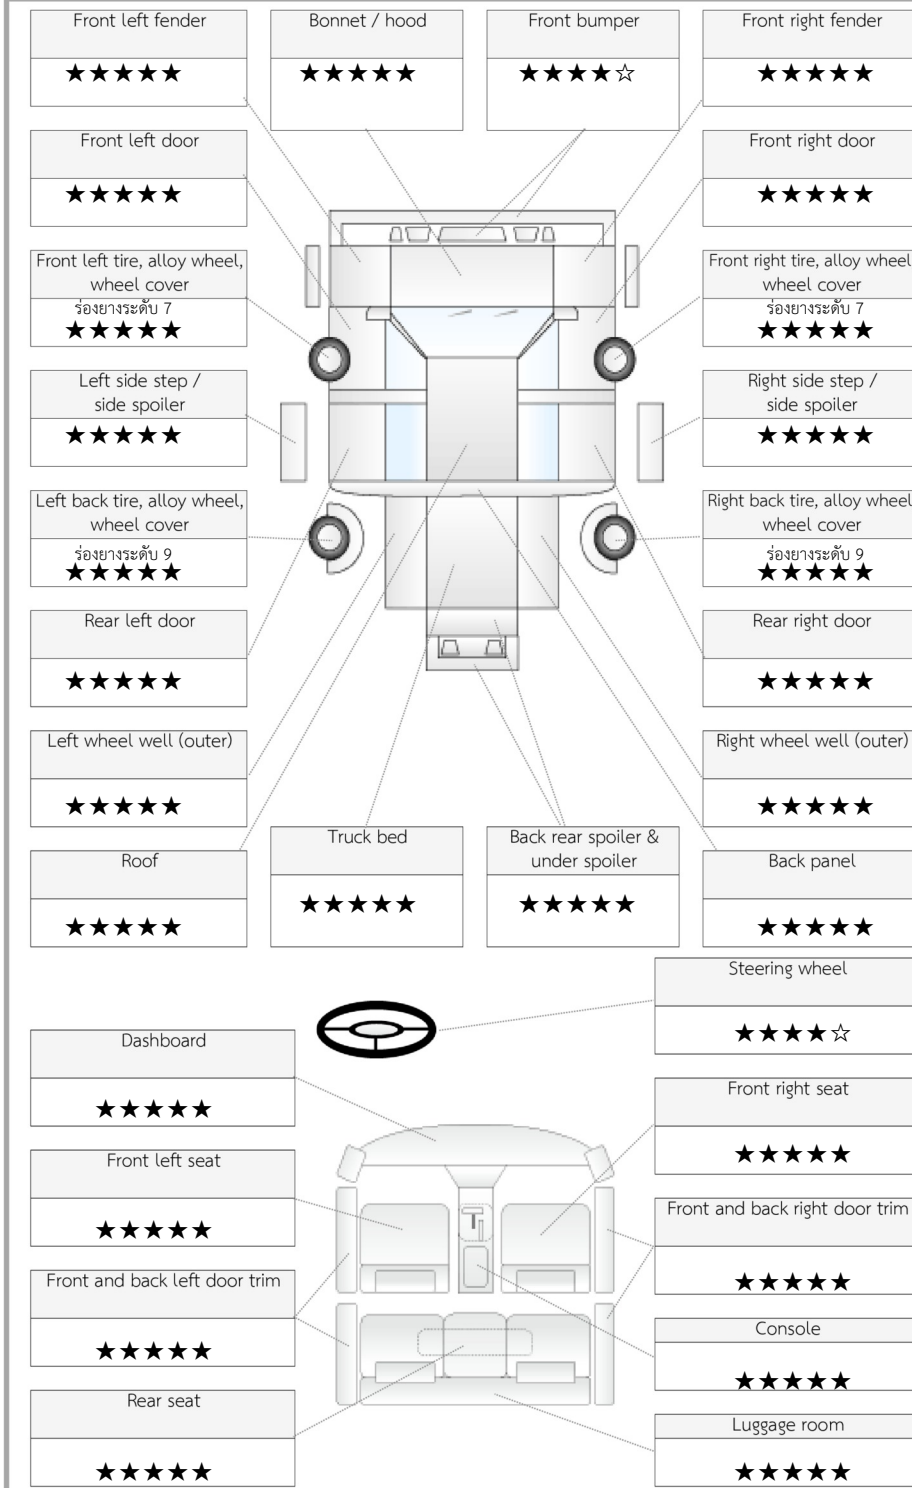 Front left fender
★★★★★
Bonnet / hood
★★★★★
Front bumper
★★★★☆
Front right fender
★★★★★
Front left door
★★★★★
Front right door
★★★★★
Front left tire, alloy wheel,
wheel cover
ร่องยางระดับ 7
★★★★★
Front right tire, alloy wheel
wheel cover
ร่องยางระดับ 7
★★★★★
Left side step /
side spoiler
★★★★★
Right side step /
side spoiler
★★★★★
Left back tire, alloy wheel,
wheel cover
ร่องยางระดับ 9
★★★★★
Right back tire, alloy wheel
wheel cover
ร่องยางระดับ 9
★★★★★
Rear left door
★★★★★
Rear right door
★★★★★
Left wheel well (outer)
★★★★★
Right wheel well (outer)
★★★★★
Roof
★★★★★
Truck bed
★★★★★
Back rear spoiler &
under spoiler
★★★★★
Back panel
★★★★★
Steering wheel
★★★★☆
Dashboard
★★★★★
Front right seat
★★★★★
Front left seat
★★★★★
Front and back right door trim
★★★★★
Front and back left door trim
★★★★★
Console
★★★★★
Rear seat
★★★★★
Luggage room
★★★★★